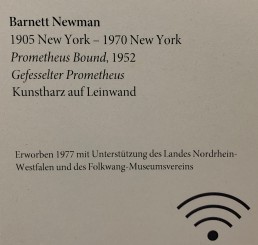 Barnett Newman
1905 New York – 1970 New York
Prometheus Bound, 1952
Gefesselter Prometheus
Kunstharz auf Leinwand
Erworben 1977 mit Unterstützung des Landes Nordrhein-
Westfalen und des Folkwang-Museumsvereins